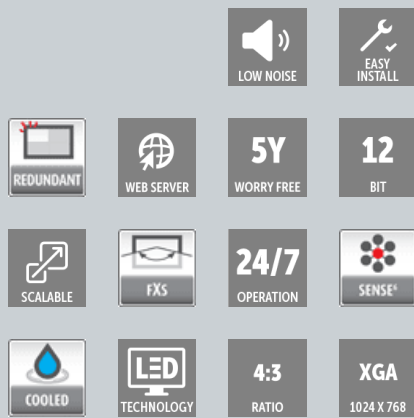 LOW NOISE
EASY
INSTALL
REDUNDANT
WEB SERVER
5Y
WORRY FREE
12
BIT
SCALABLE
FXS
24/7
OPERATION
SENSE⁶
COOLED
LED
TECHNOLOGY
4:3
RATIO
XGA
1024 X 768